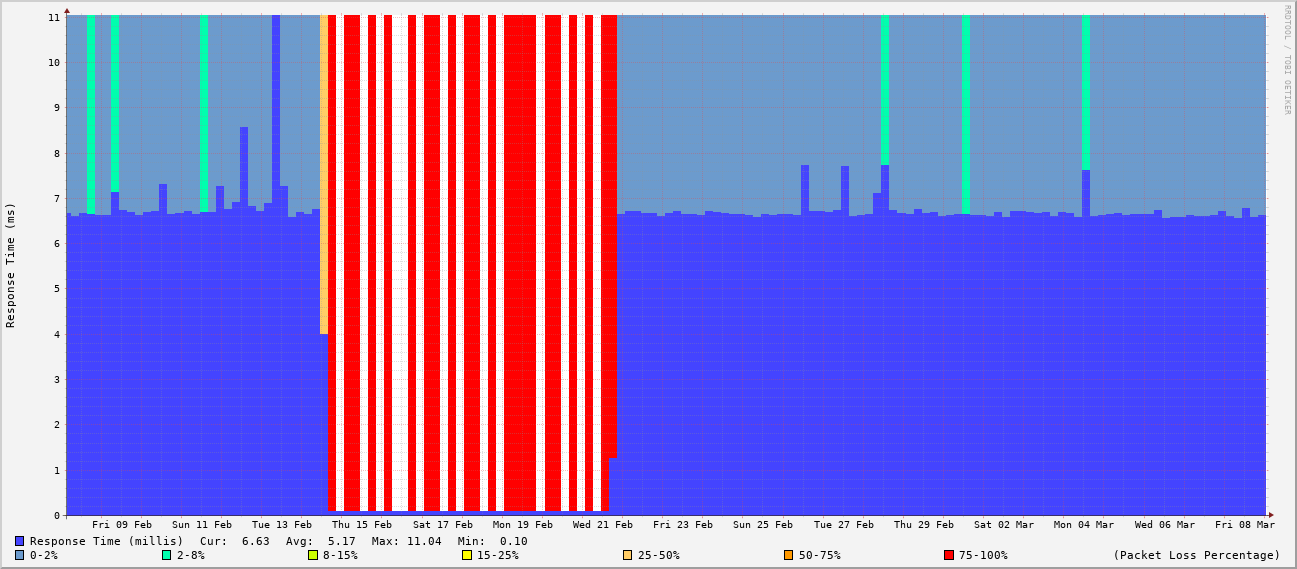 11
10
9
8
7
6
5
4
3
2
1
0
Response Time (ms)
RRDTOOL / TOBI OETIKER
Fri 09 Feb Sun 11 Feb Tue 13 Feb Thu 15 Feb Sat 17 Feb Mon 19 Feb Wed 21 Feb Fri 23 Feb Sun 25 Feb Tue 27 Feb Thu 29 Feb Sat 02 Mar Mon 04 Mar Wed 06 Mar Fri 08 Mar
Response Time (millis) Cur: 6.63 Avg: 5.17 Max: 11.04 Min: 0.10
0-2% 2-8% 8-15% 15-25% 25-50% 50-75% 75-100% (Packet Loss Percentage)